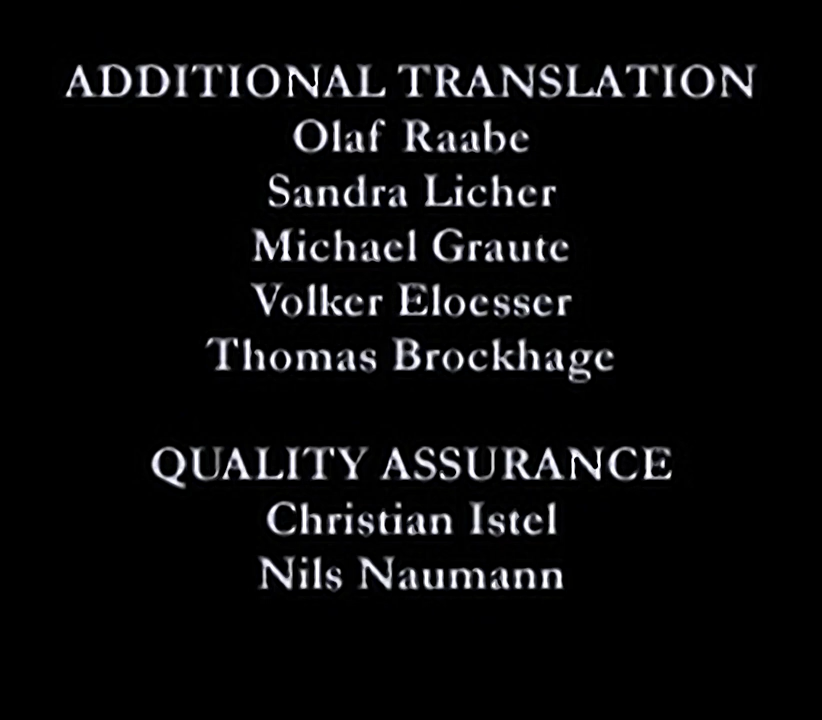 ADDITIONAL TRANSLATION
Olaf Raabe
Sandra Licher
Michael Graute
Volker Eloesser
Thomas Brockhage
QUALITY ASSURANCE
Christian Istel
Nils Naumann